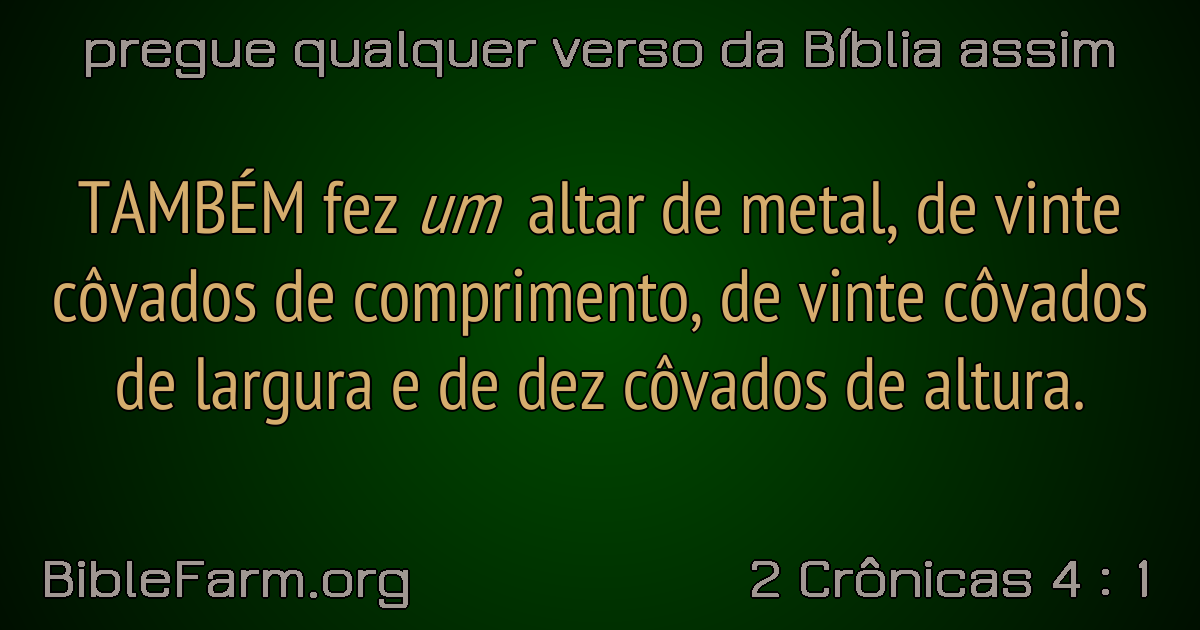 pregue qualquer verso da Bíblia assim
TAMBÉM fez um altar de metal, de vinte
côvados de comprimento, de vinte côvados
de largura e de dez côvados de altura.
BibleFarm.org
2 Crônicas 4 : 1